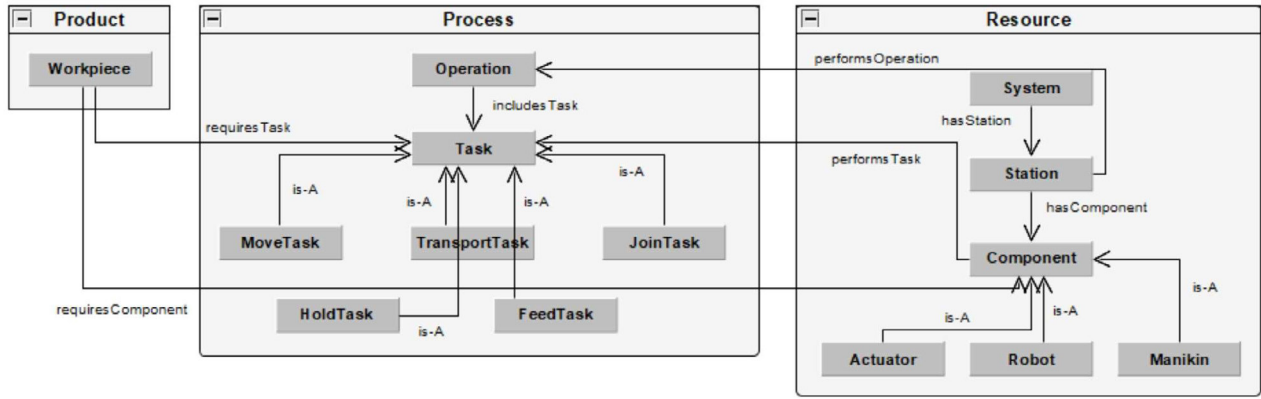 Product
Process
Resource
Workpiece
Operation
performsOperation
System
includesTask
requiresTask
hasStation
Task
performsTask
Station
is-A
is-A
is-A
is-A
hasComponent
MoveTask
TransportTask
JoinTask
Component
requiresComponent
HoldTask
is-A
FeedTask
is-A
is-A
is-A
Actuator
Robot
Manikin